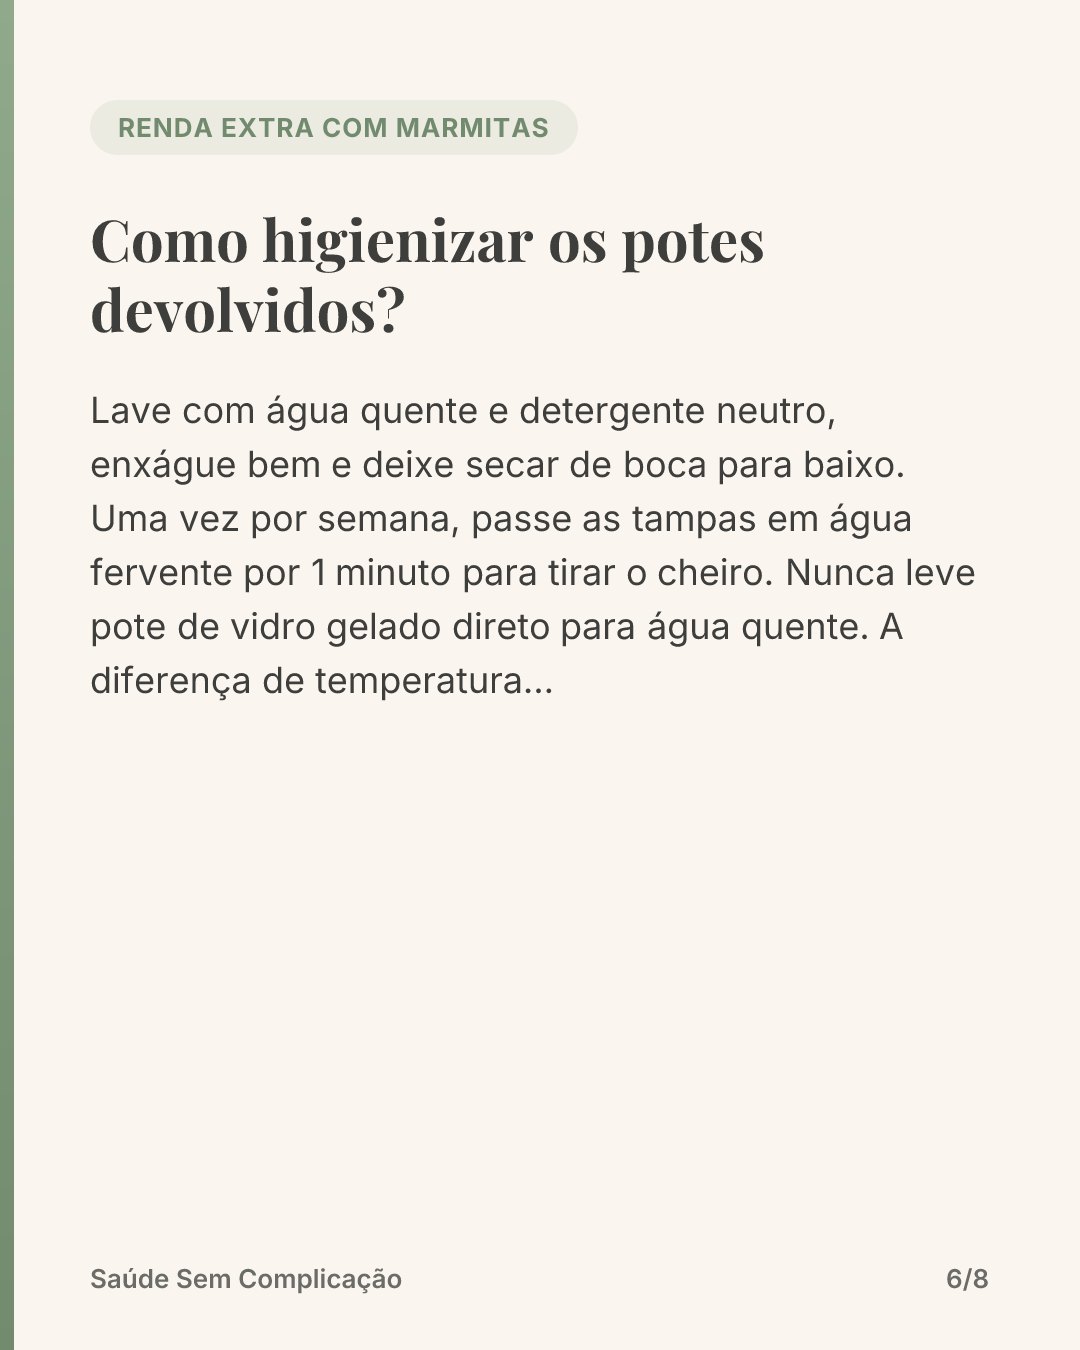 RENDA EXTRA COM MARMITAS
Como higienizar os potes
devolvidos?
Lave com água quente e detergente neutro,
enxágue bem e deixe secar de boca para baixo.
Uma vez por semana, passe as tampas em água
fervente por 1 minuto para tirar o cheiro. Nunca leve
pote de vidro gelado direto para água quente. A
diferença de temperatura...
Saúde Sem Complicação
6/8